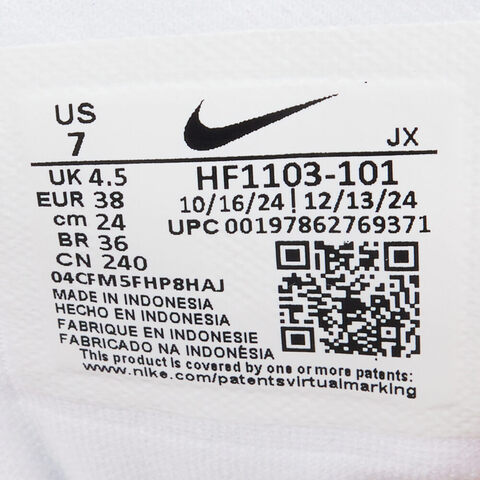 US
7
JX
UK 4.5
EUR 38
cm 24
BR 36
CN 240
HF1103-101
10/16/24 | 12/13/24
UPC 00197862769371
04CFM5FHP8HAJ
MADE IN INDONESIA
HECHO EN INDONESIA
FABRIQUE EN INDONESIE
FABRICADO NA INDONÉSIA
This product is covered by one or more patents:
www.nike.com/patentsvirtualmarking